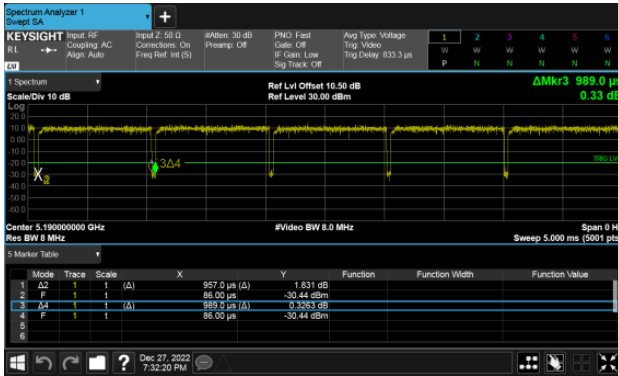 Spectrum Analyzer 1
Swept SA
+
KEYSIGHT Input: RF Input Z: 50 Ω #Atten: 30 dB PNO: Fast Avg Type: Voltage 1 2 3 4 5 6
RL Coupling: AC Corrections: On Preamp: Off Gate: Off Trig: Video W W W W W W
Align: Auto Freq Ref: Int (S) IF Gain: Low Trig Delay: 833.3 µs P N N N N N
Sig Track: Off
LXI
1 Spectrum ΔMkr3 989.0 µs
Scale/Div 10 dB Ref Lvl Offset 10.50 dB 0.33 dB
Ref Level 30.00 dBm
Log
20.0
10.0
0.00
-10.0
-20.0 3Δ4 TRIG LVL
-30.0 X
-40.0
-50.0
-60.0
Center 5.190000000 GHz #Video BW 8.0 MHz Span 0 H
Res BW 8 MHz Sweep 5.000 ms (5001 pts
5 Marker Table
Mode Trace Scale X Y Function Function Width Function Value
1 Δ2 1 t (Δ) 957.0 µs (Δ) 1.831 dB
2 F 1 t 86.00 µs -30.44 dBm
3 Δ4 1 t (Δ) 989.0 µs (Δ) 0.3263 dB
4 F 1 t 86.00 µs -30.44 dBm
5
6
? Dec 27, 2022
7:32:20 PM